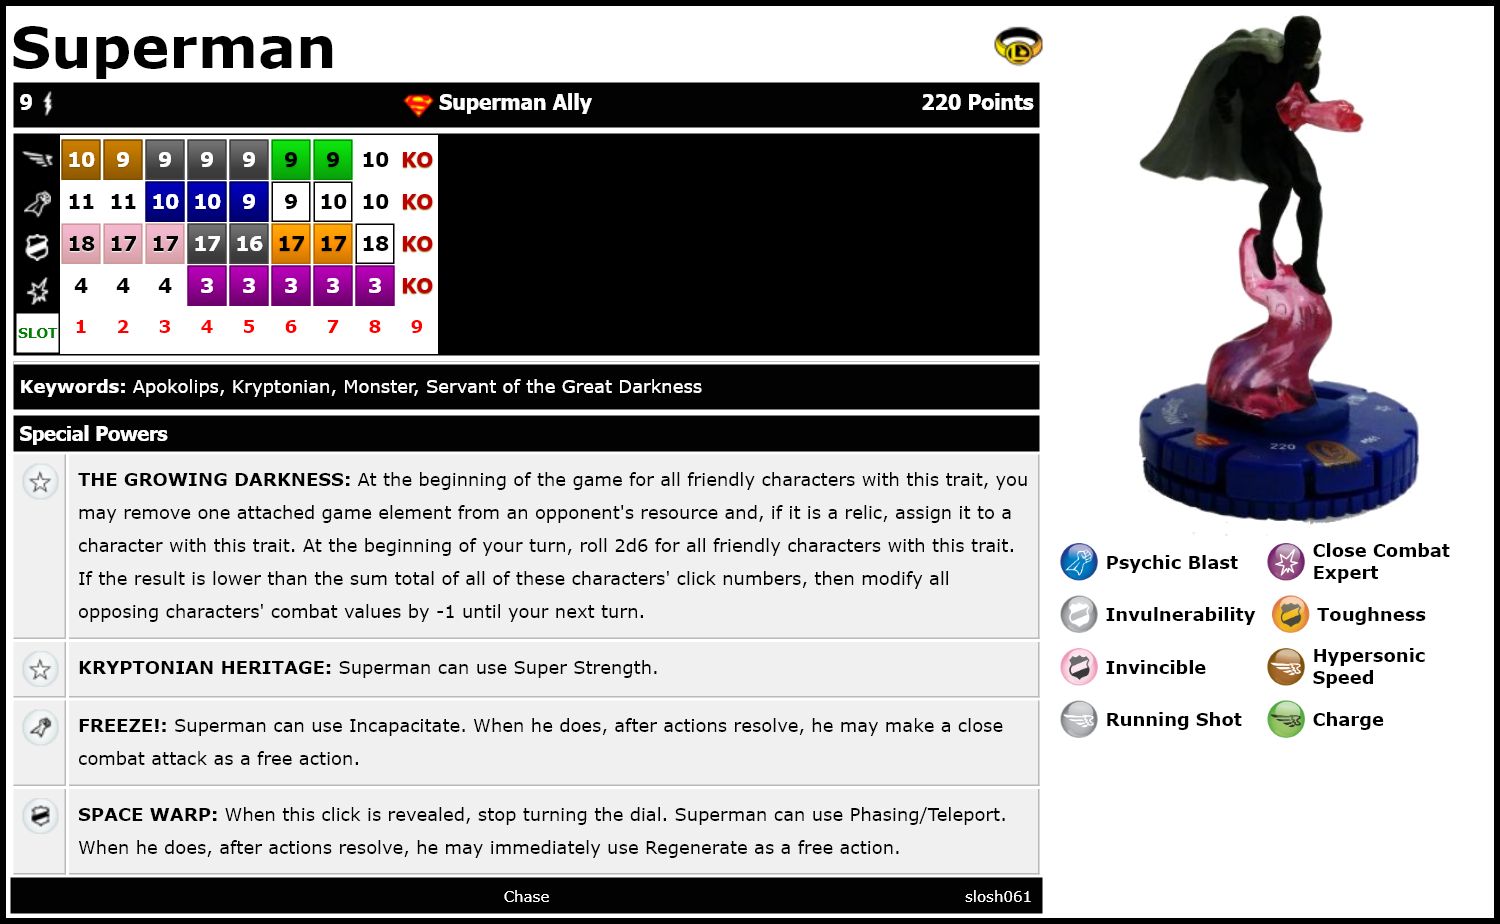 Superman
9 Superman Ally 220 Points
10 9 9 9 9 9 9 10 KO
11 11 10 10 9 9 10 10 KO
18 17 17 17 16 17 17 18 KO
4 4 4 3 3 3 3 3 KO
SLOT 1 2 3 4 5 6 7 8 9
Keywords: Apokolips, Kryptonian, Monster, Servant of the Great Darkness
Special Powers
THE GROWING DARKNESS: At the beginning of the game for all friendly characters with this trait, you
may remove one attached game element from an opponent's resource and, if it is a relic, assign it to a
character with this trait. At the beginning of your turn, roll 2d6 for all friendly characters with this trait.
If the result is lower than the sum total of all of these characters' click numbers, then modify all
opposing characters' combat values by -1 until your next turn.
KRYPTONIAN HERITAGE: Superman can use Super Strength.
FREEZE!: Superman can use Incapacitate. When he does, after actions resolve, he may make a close
combat attack as a free action.
SPACE WARP: When this click is revealed, stop turning the dial. Superman can use Phasing/Teleport.
When he does, after actions resolve, he may immediately use Regenerate as a free action.
Chase slosh061
220 #061
Psychic Blast
Close Combat
Expert
Invulnerability
Toughness
Invincible
Hypersonic
Speed
Running Shot
Charge